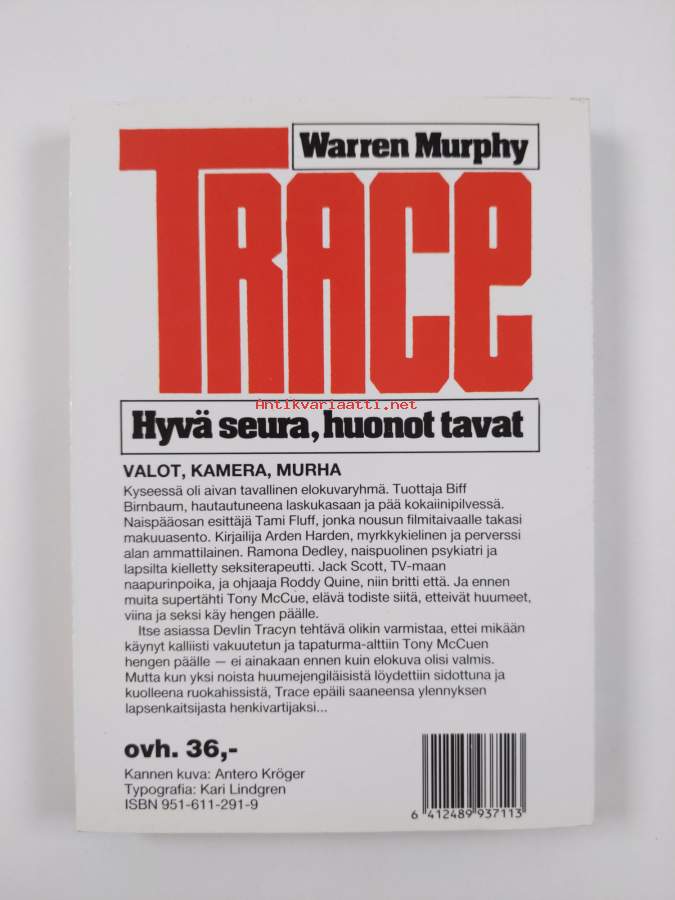 Warren Murphy
TRACE
Antikvariaatti.net
Hyvä seura, huonot tavat
VALOT, KAMERA, MURHA
Kyseessä oli aivan tavallinen elokuvaryhmä. Tuottaja Biff
Birnbaum, hautautuneena laskukasaan ja pää kokaiinipilvessä.
Naispääosan esittäjä Tami Fluff, jonka nousun filmitaivaalle takasi
makuuasento. Kirjailija Arden Harden, myrkkykielinen ja perverssi
alan ammattilainen. Ramona Dedley, naispuolinen psykiatri ja
lapsilta kielletty seksiterapeutti. Jack Scott, TV-maan
naapurinpoika, ja ohjaaja Roddy Quine, niin britti että. Ja ennen
muita supertähti Tony McCue, elävä todiste siitä, etteivät huumeet,
viina ja seksi käy hengen päälle.
Itse asiassa Devlin Tracyn tehtävä olikin varmistaa, ettei mikään
käynyt kalliisti vakuutetun ja tapaturma-alttiin Tony McCuen
hengen päälle — ei ainakaan ennen kuin elokuva olisi valmis.
Mutta kun yksi noista huumejengiläisistä löydettiin sidottuna ja
kuolleena ruokahissistä, Trace epäili saaneensa ylennyksen
lapsenkaitsijasta henkivartijaksi...
ovh. 36,-
Kannen kuva: Antero Kröger
Typografia: Kari Lindgren
ISBN 951-611-291-9
6 412489 937113